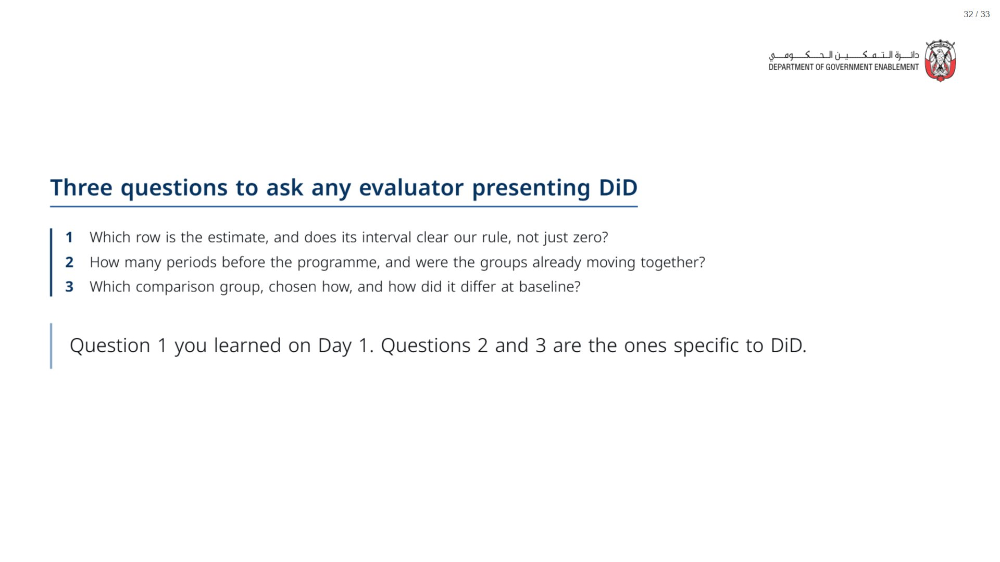 32 / 33
دائرة التمكين الحكومي
DEPARTMENT OF GOVERNMENT ENABLEMENT
Three questions to ask any evaluator presenting DiD
1 Which row is the estimate, and does its interval clear our rule, not just zero?
2 How many periods before the programme, and were the groups already moving together?
3 Which comparison group, chosen how, and how did it differ at baseline?
Question 1 you learned on Day 1. Questions 2 and 3 are the ones specific to DiD.